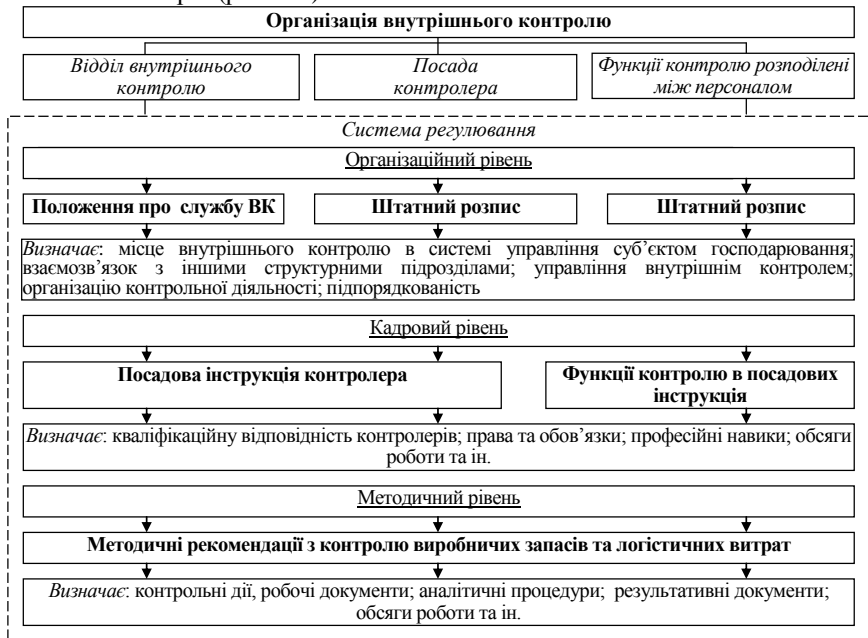 Організація внутрішнього контролю
Відділ внутрішнього
контролю
Посада
контролера
Функції контролю розподілені
між персоналом
Система регулювання
Організаційний рівень
Положення про службу ВК
Штатний розпис
Штатний розпис
Визначає: місце внутрішнього контролю в системі управління суб’єктом господарювання;
взаємозв’язок з іншими структурними підрозділами; управління внутрішнім контролем;
організацію контрольної діяльності; підпорядкованість
Кадровий рівень
Посадова інструкція контролера
Функції контролю в посадових
інструкція
Визначає: кваліфікаційну відповідність контролерів; права та обов’язки; професійні навики; обсяги
роботи та ін.
Методичний рівень
Методичні рекомендації з контролю виробничих запасів та логістичних витрат
Визначає: контрольні дії, робочі документи; аналітичні процедури; результативні документи;
обсяги роботи та ін.